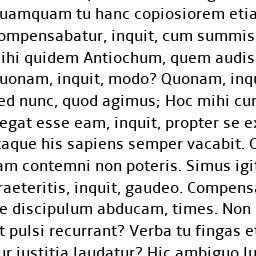 uamquam tu hanc copiosiorem etia
ompensabatur, inquit, cum summis
ihi quidem Antiochum, quem audis
uonam, inquit, modo? Quonam, inqu
ed nunc, quod agimus; Hoc mihi cur
egat esse eam, inquit, propter se ex
taque his sapiens semper vacabit. C
am contemni non poteris. Simus igit
raeteritis, inquit, gaudeo. Compensa
e discipulum abducam, times. Non
t pulsi recurrant? Verba tu fingas et
ur iustitia laudatur? Hic ambiguo lu